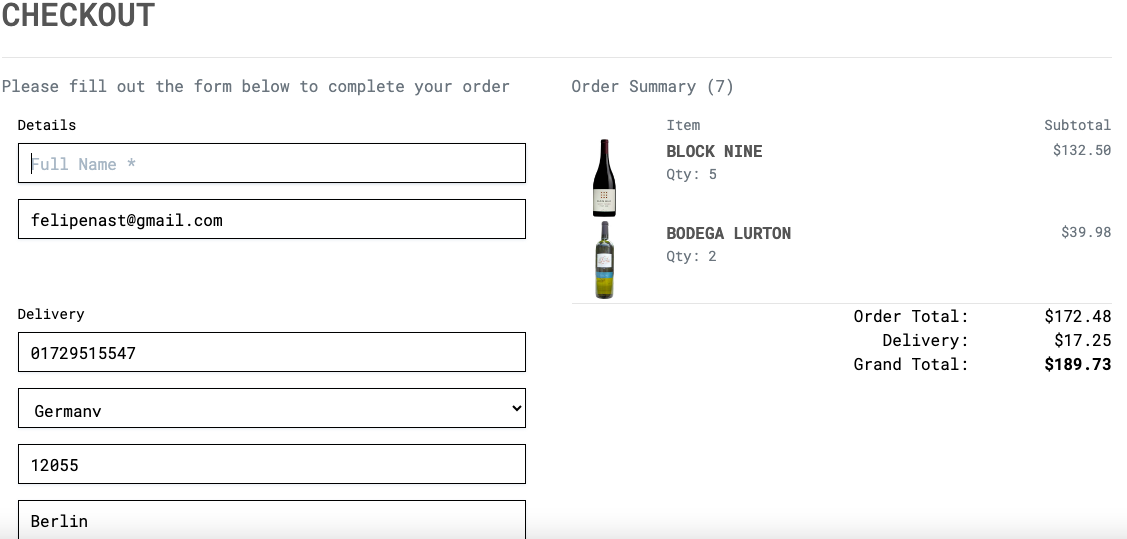 CHECKOUT
Please fill out the form below to complete your order
Details
Full Name *
felipenast@gmail.com
Delivery
01729515547
Germany
12055
Berlin
Order Summary (7)
Item Subtotal
BLOCK NINE $132.50
Qty: 5
BODEGA LURTON $39.98
Qty: 2
Order Total: $172.48
Delivery: $17.25
Grand Total: $189.73